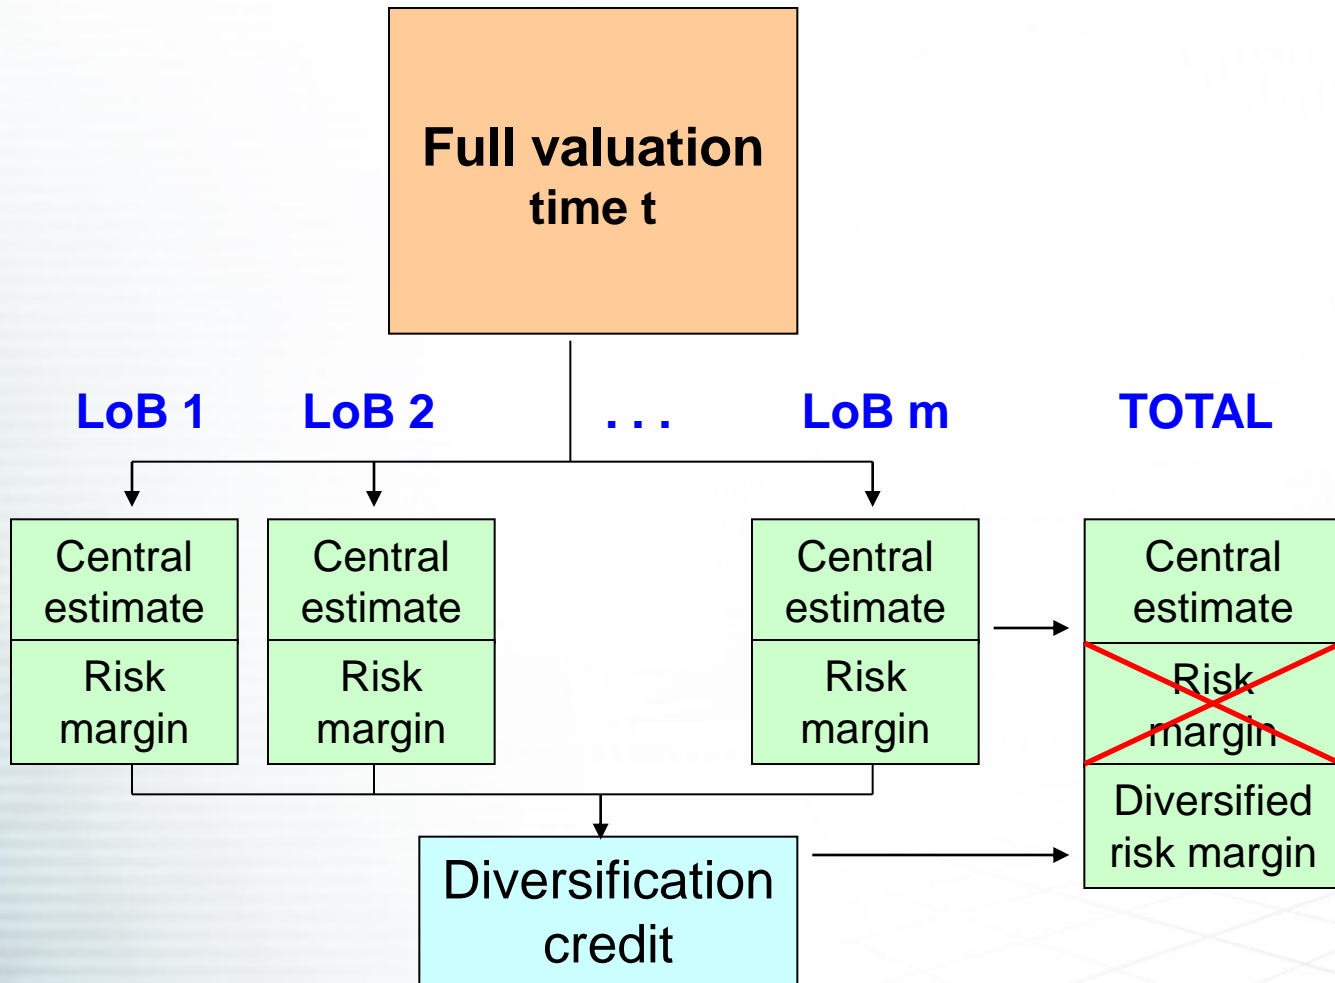 Full valuation
time t
LoB 1
LoB 2
. . .
LoB m
TOTAL
Central
estimate
Risk
margin
Central
estimate
Risk
margin
Central
estimate
Risk
margin
Central
estimate
Risk
margin
Diversified
risk margin
Diversification
credit